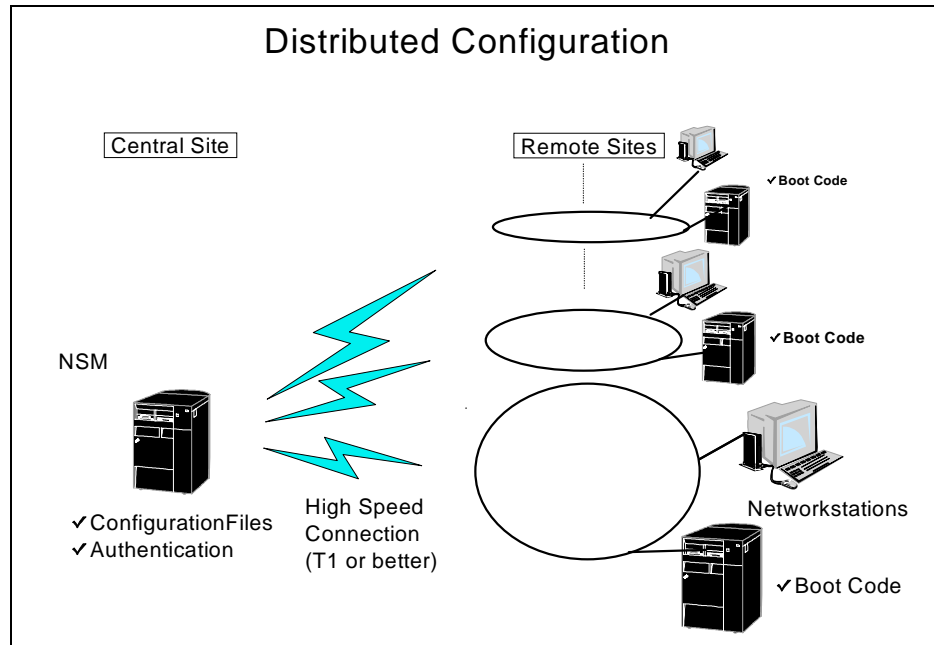 Distributed Configuration
Central Site
Remote Sites
✓Boot Code
✓Boot Code
NSM
✓ConfigurationFiles
✓Authentication
High Speed
Connection
(T1 or better)
Networkstations
✓Boot Code